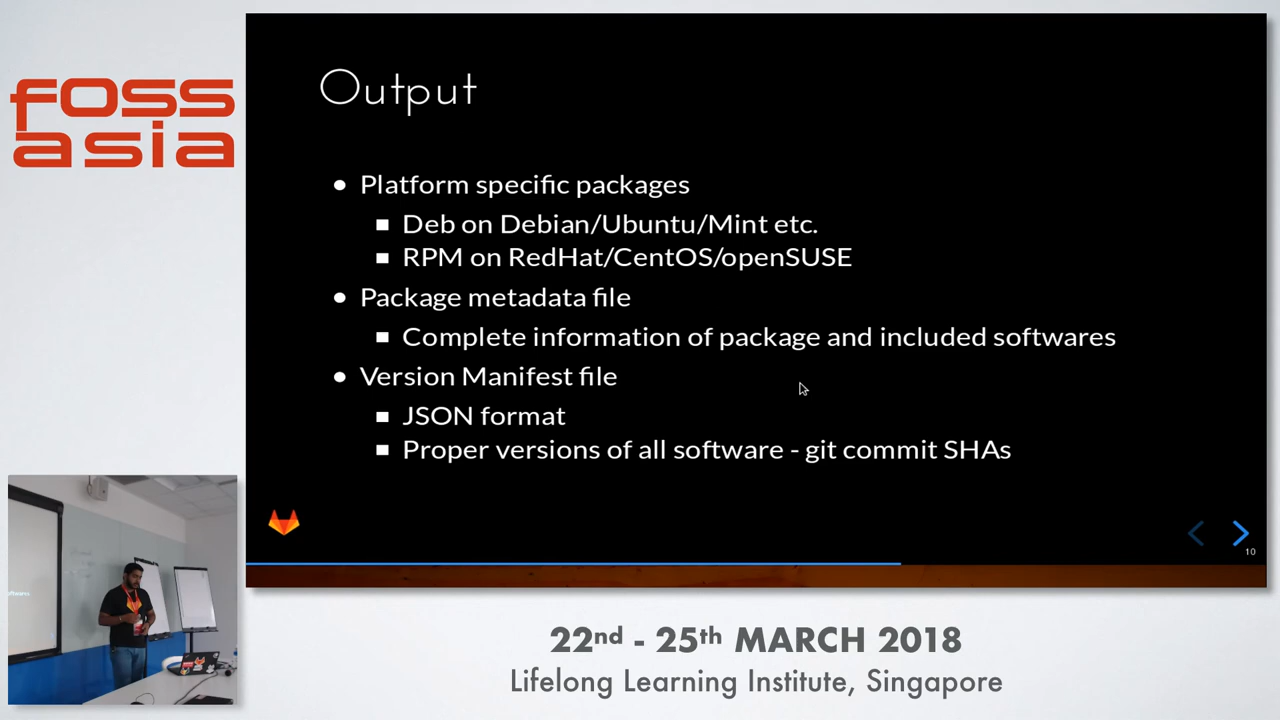 foss
asia
Output
Platform specific packages
Deb on Debian/Ubuntu/Mint etc.
RPM on RedHat/CentOS/openSUSE
Package metadata file
Complete information of package and included softwares
Version Manifest file
JSON format
Proper versions of all software - git commit SHAs
10
22nd - 25th MARCH 2018
Lifelong Learning Institute, Singapore